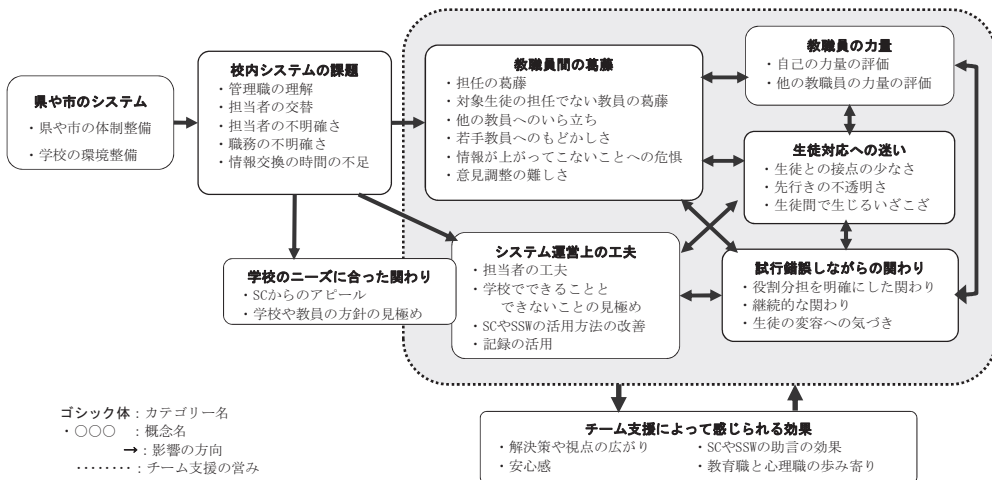 県や市のシステム
・県や市の体制整備
・学校の環境整備
校内システムの課題
・管理職の理解
・担当者の交替
・担当者の不明確さ
・職務の不明確さ
・情報交換の時間の不足
学校のニーズに合った関わり
・SCからのアピール
・学校や教員の方針の見極め
教職員間の葛藤
・担任の葛藤
・対象生徒の担任でない教員の葛藤
・他の教員へのいら立ち
・若手教員へのもどかしさ
・情報が上がってこないことへの危惧
・意見調整の難しさ
システム運営上の工夫
・担当者の工夫
・学校でできることと
できないことの見極め
・SCやSSWの活用方法の改善
・記録の活用
教職員の力量
・自己の力量の評価
・他の教職員の力量の評価
生徒対応への迷い
・生徒との接点の少なさ
・先行きの不透明さ
・生徒間で生じるいざこざ
試行錯誤しながらの関わり
・役割分担を明確にした関わり
・継続的な関わり
・生徒の変容への気づき
チーム支援によって感じられる効果
・解決策や視点の広がり
・安心感
・SCやSSWの助言の効果
・教育職と心理職の歩み寄り
ゴシック体：カテゴリー名
・〇〇〇　：概念名
→：影響の方向
‥‥‥‥：チーム支援の営み